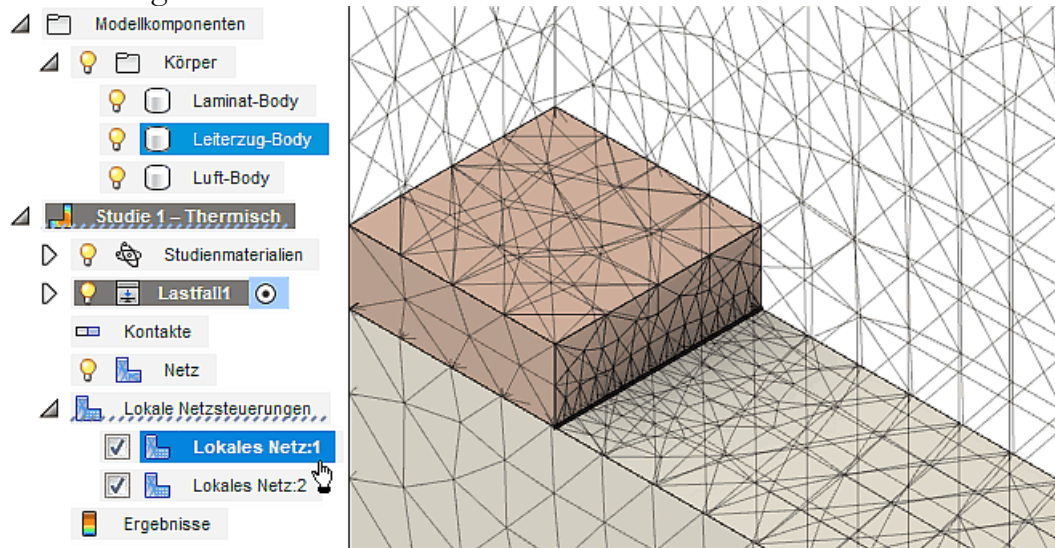 Modellkomponenten
Körper
Laminat-Body
Leiterzug-Body
Luft-Body
Studie 1 – Thermisch
Studienmaterialien
Lastfall1
Kontakte
Netz
Lokale Netzsteuerungen
Lokales Netz:1
Lokales Netz:2
Ergebnisse